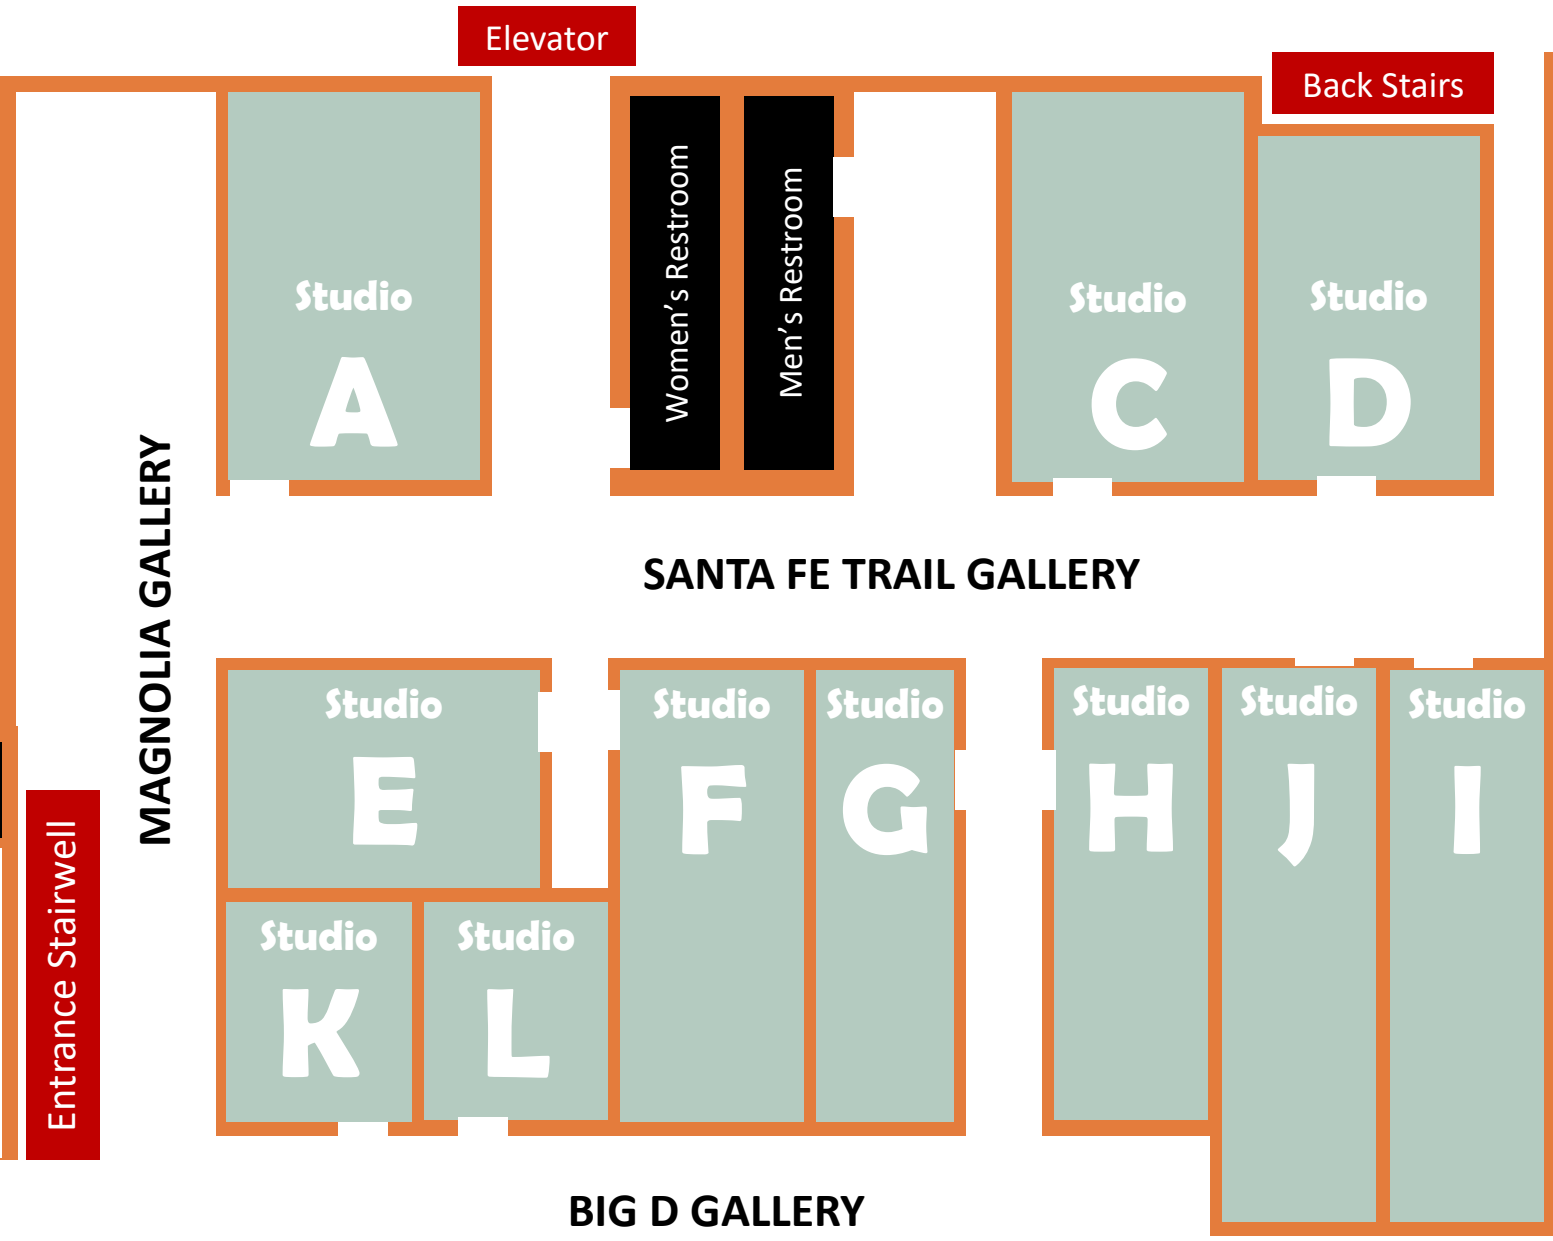 Elevator
Back Stairs
Women's Restroom
Men's Restroom
Studio
A
Studio
C
Studio
D
MAGNOLIA GALLERY
SANTA FE TRAIL GALLERY
Studio
E
Studio
F
Studio
G
Studio
H
Studio
J
Studio
I
Entrance Stairwell
Studio
K
Studio
L
BIG D GALLERY